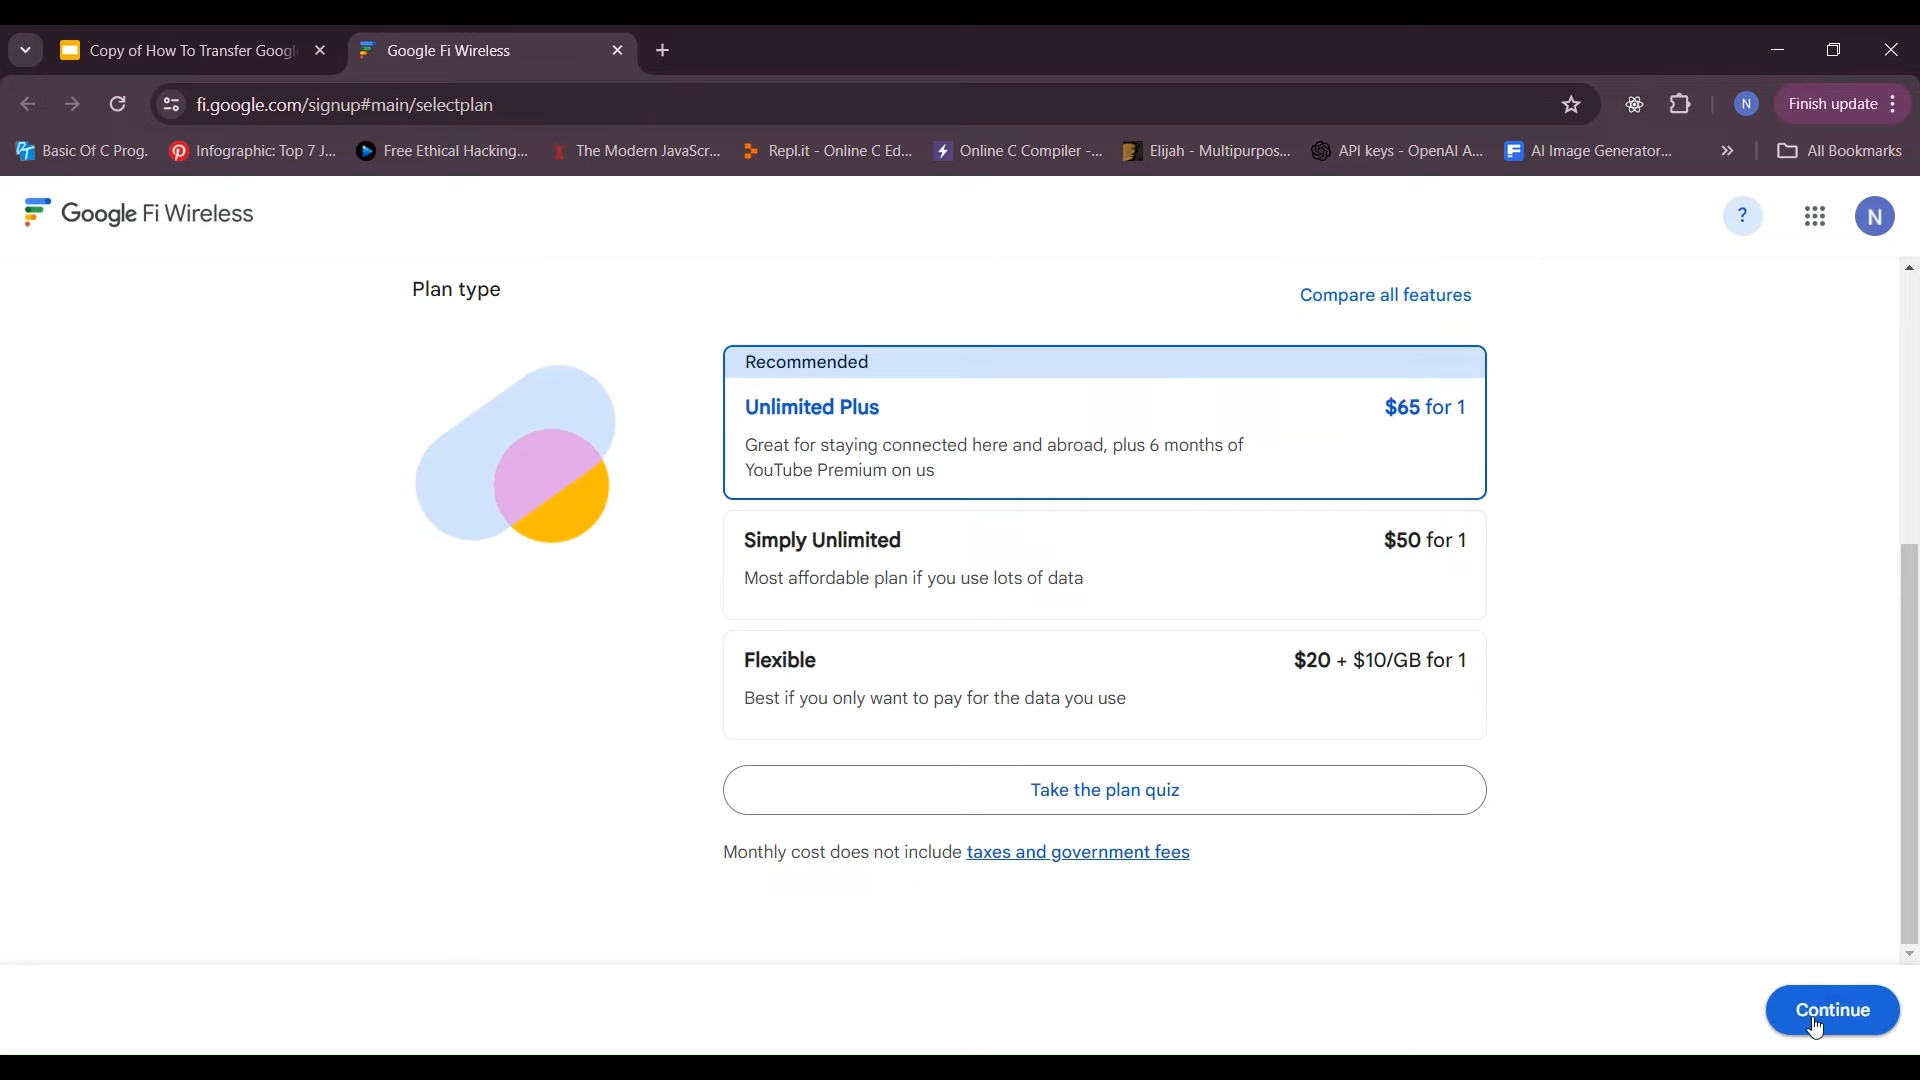 Copy of How To Transfer Googl
Google Fi Wireless
fi.google.com/signup#main/selectplan
N
Finish update
Basic Of C Prog.
Infographic: Top 7 J...
Free Ethical Hacking...
The Modern JavaScr...
Repl.it - Online C Ed...
Online C Compiler -...
Elijah - Multipurpos...
API keys - OpenAI A...
AI Image Generator...
»
All Bookmarks
Google Fi Wireless
?
N
Plan type
Compare all features
Recommended
Unlimited Plus
$65 for 1
Great for staying connected here and abroad, plus 6 months of
YouTube Premium on us
Simply Unlimited
$50 for 1
Most affordable plan if you use lots of data
Flexible
$20 + $10/GB for 1
Best if you only want to pay for the data you use
Take the plan quiz
Monthly cost does not include taxes and government fees
Continue